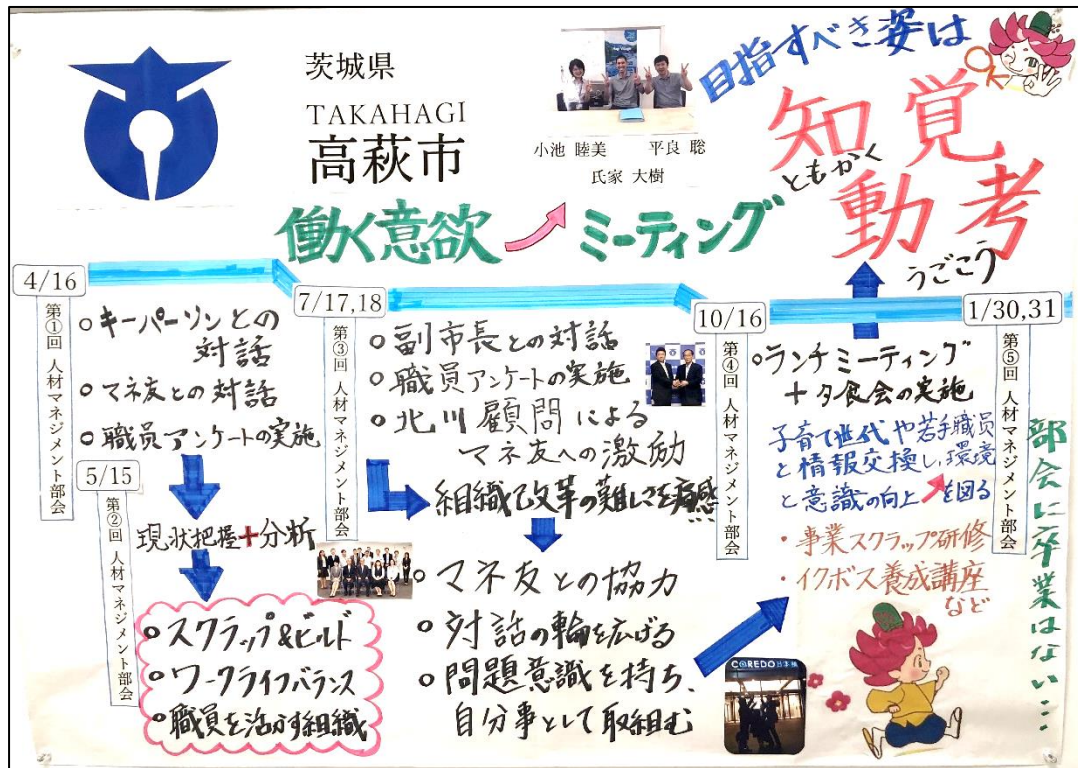 茨城県
TAKAHAGI
高萩市
小池 睦美 平良 聡
氏家 大樹
目指すべき姿は
OK
知覚
ともかく
動考
うごこう
働く意欲 ミーティング
4/16
第①回 人材マネジメント部会
キーパーソンとの
対話
マネ友との対話
職員アンケートの実施
5/15
第②回 人材マネジメント部会
現状把握+分析
スクラップ&ビルド
ワークライフバランス
職員を活かす組織
7/17,18
第③回 人材マネジメント部会
副市長との対話
職員アンケートの実施
北川顧問による
マネ友への激励
組織改革の難しさを痛感
マネ友との協力
対話の輪を広げる
問題意識を持ち、
自分事として取組む
10/16
第④回 人材マネジメント部会
ランチミーティング
+夕食会の実施
子育て世代や若手職員
と情報交換し、環境
と意識の向上を図る
・事業スクラップ研修
・イクボス養成講座
など
COREDO日本橋
1/30,31
第⑤回 人材マネジメント部会
部会に卒業はない…